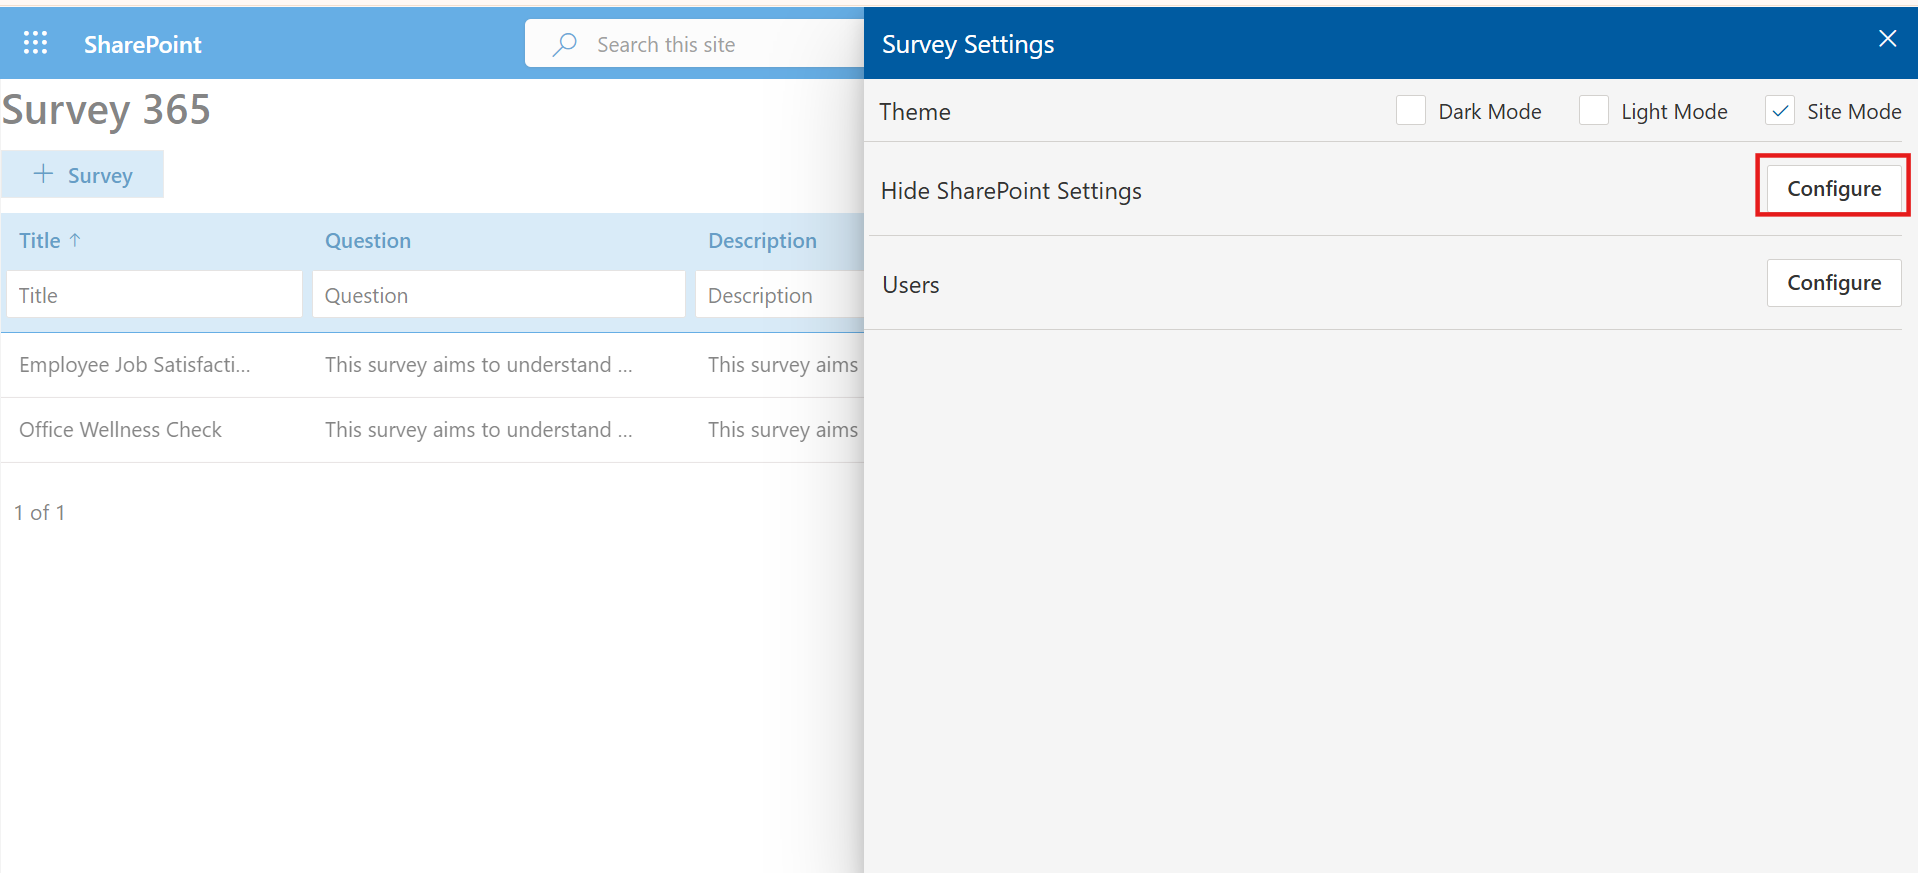 SharePoint
Search this site
Survey 365
Survey
Title ↑ Question Description
Title Question Description
Employee Job Satisfacti... This survey aims to understand ... This survey aims
Office Wellness Check This survey aims to understand ... This survey aims
1 of 1
Survey Settings
Theme Dark Mode Light Mode Site Mode
Hide SharePoint Settings Configure
Users Configure